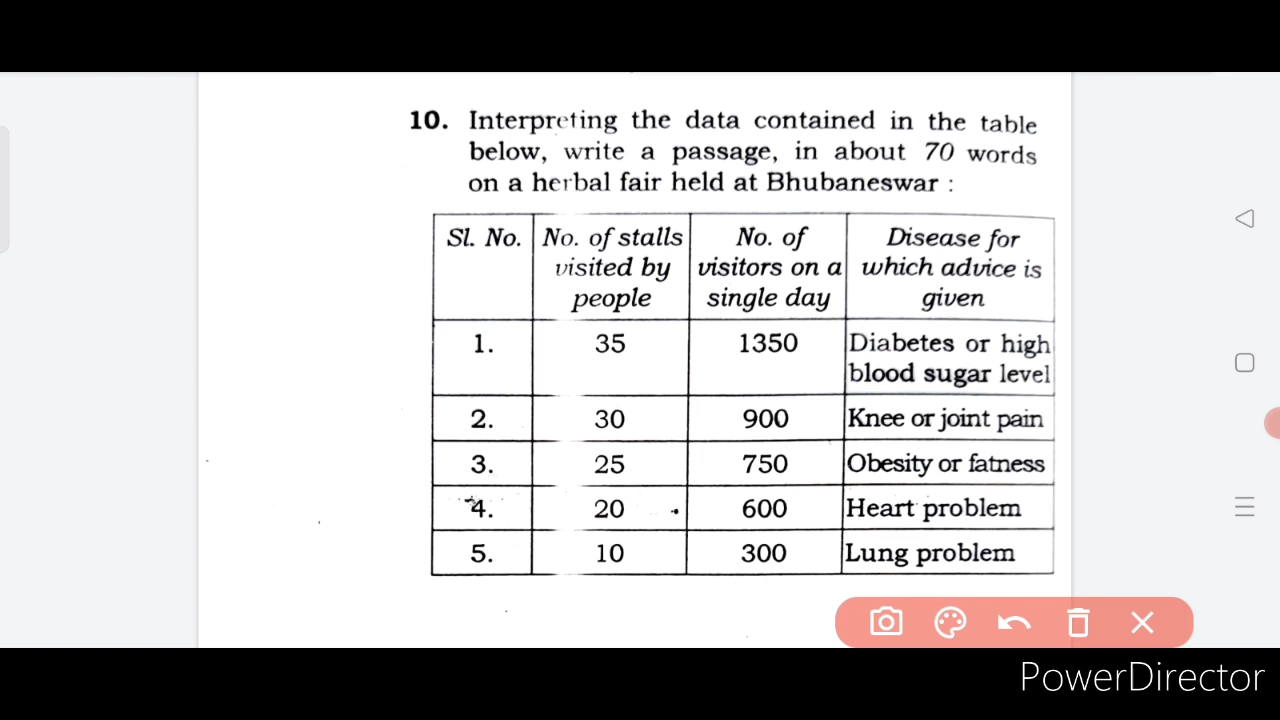 10. Interpreting the data contained in the table
below, write a passage, in about 70 words
on a herbal fair held at Bhubaneswar :
Sl. No. No. of stalls visited by people No. of visitors on a single day Disease for which advice is given
1. 35 1350 Diabetes or high blood sugar level
2. 30 900 Knee or joint pain
3. 25 750 Obesity or fatness
4. 20 600 Heart problem
5. 10 300 Lung problem
PowerDirector